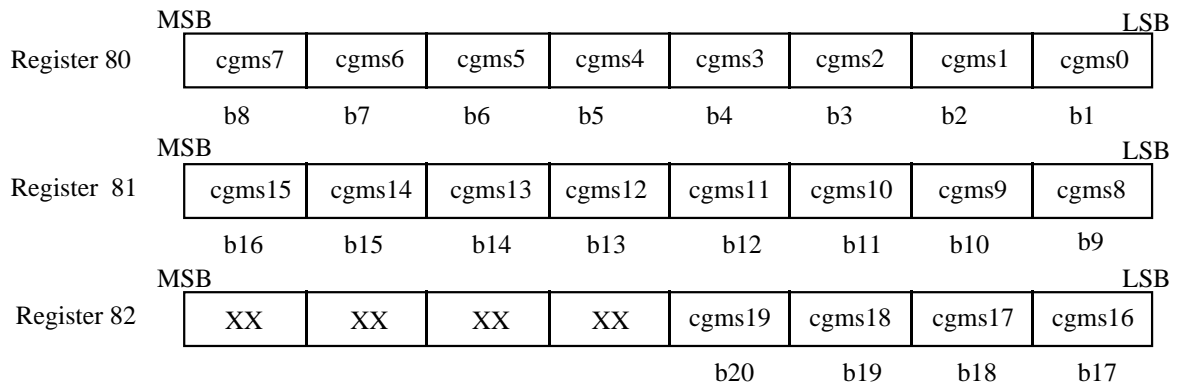 MSB LSB
Register 80 cgms7 cgms6 cgms5 cgms4 cgms3 cgms2 cgms1 cgms0
b8 b7 b6 b5 b4 b3 b2 b1
MSB LSB
Register 81 cgms15 cgms14 cgms13 cgms12 cgms11 cgms10 cgms9 cgms8
b16 b15 b14 b13 b12 b11 b10 b9
MSB LSB
Register 82 XX XX XX XX cgms19 cgms18 cgms17 cgms16
b20 b19 b18 b17